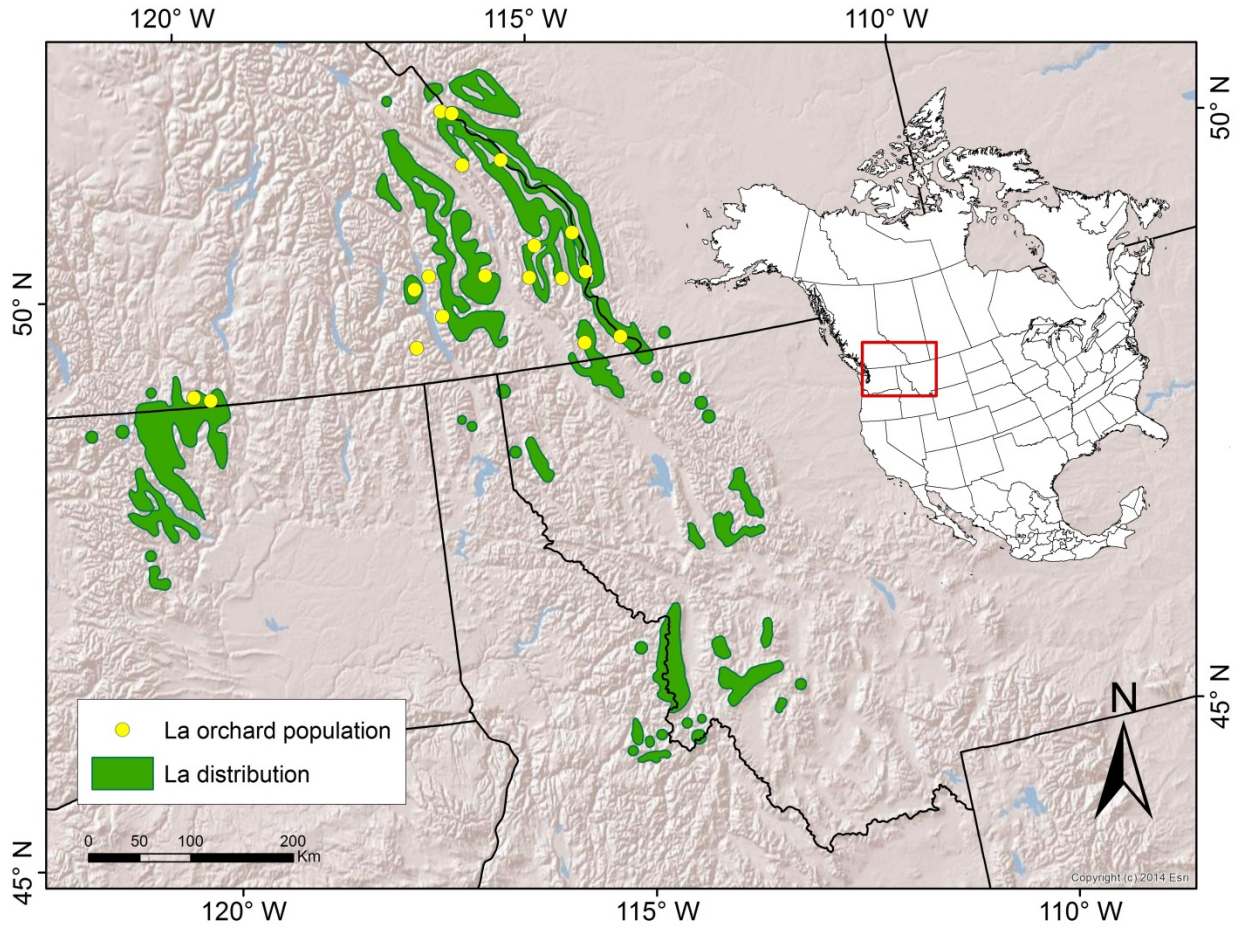 120° W
115° W
110° W
50° N
50° N
45° N
45° N
N
La orchard population
La distribution
0
50
100
200
Km
Copyright (c) 2014 Esri
120° W
115° W
110° W